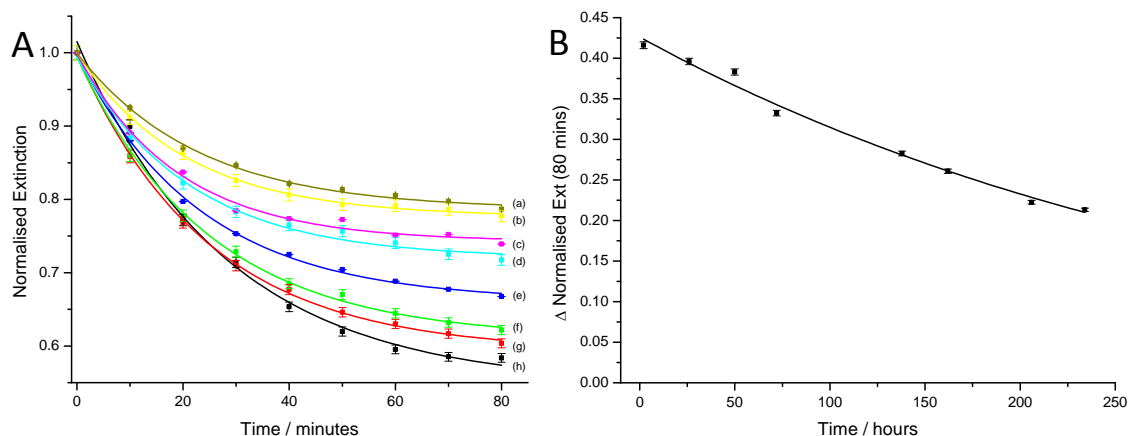 A
Normalised Extinction
1.0
0.9
0.8
0.7
0.6
0
20
40
60
80
Time / minutes
(a)
(b)
(c)
(d)
(e)
(f)
(g)
(h)
B
Δ Normalised Ext (80 mins)
0.45
0.40
0.35
0.30
0.25
0.20
0.15
0.10
0.05
0.00
0
50
100
150
200
250
Time / hours